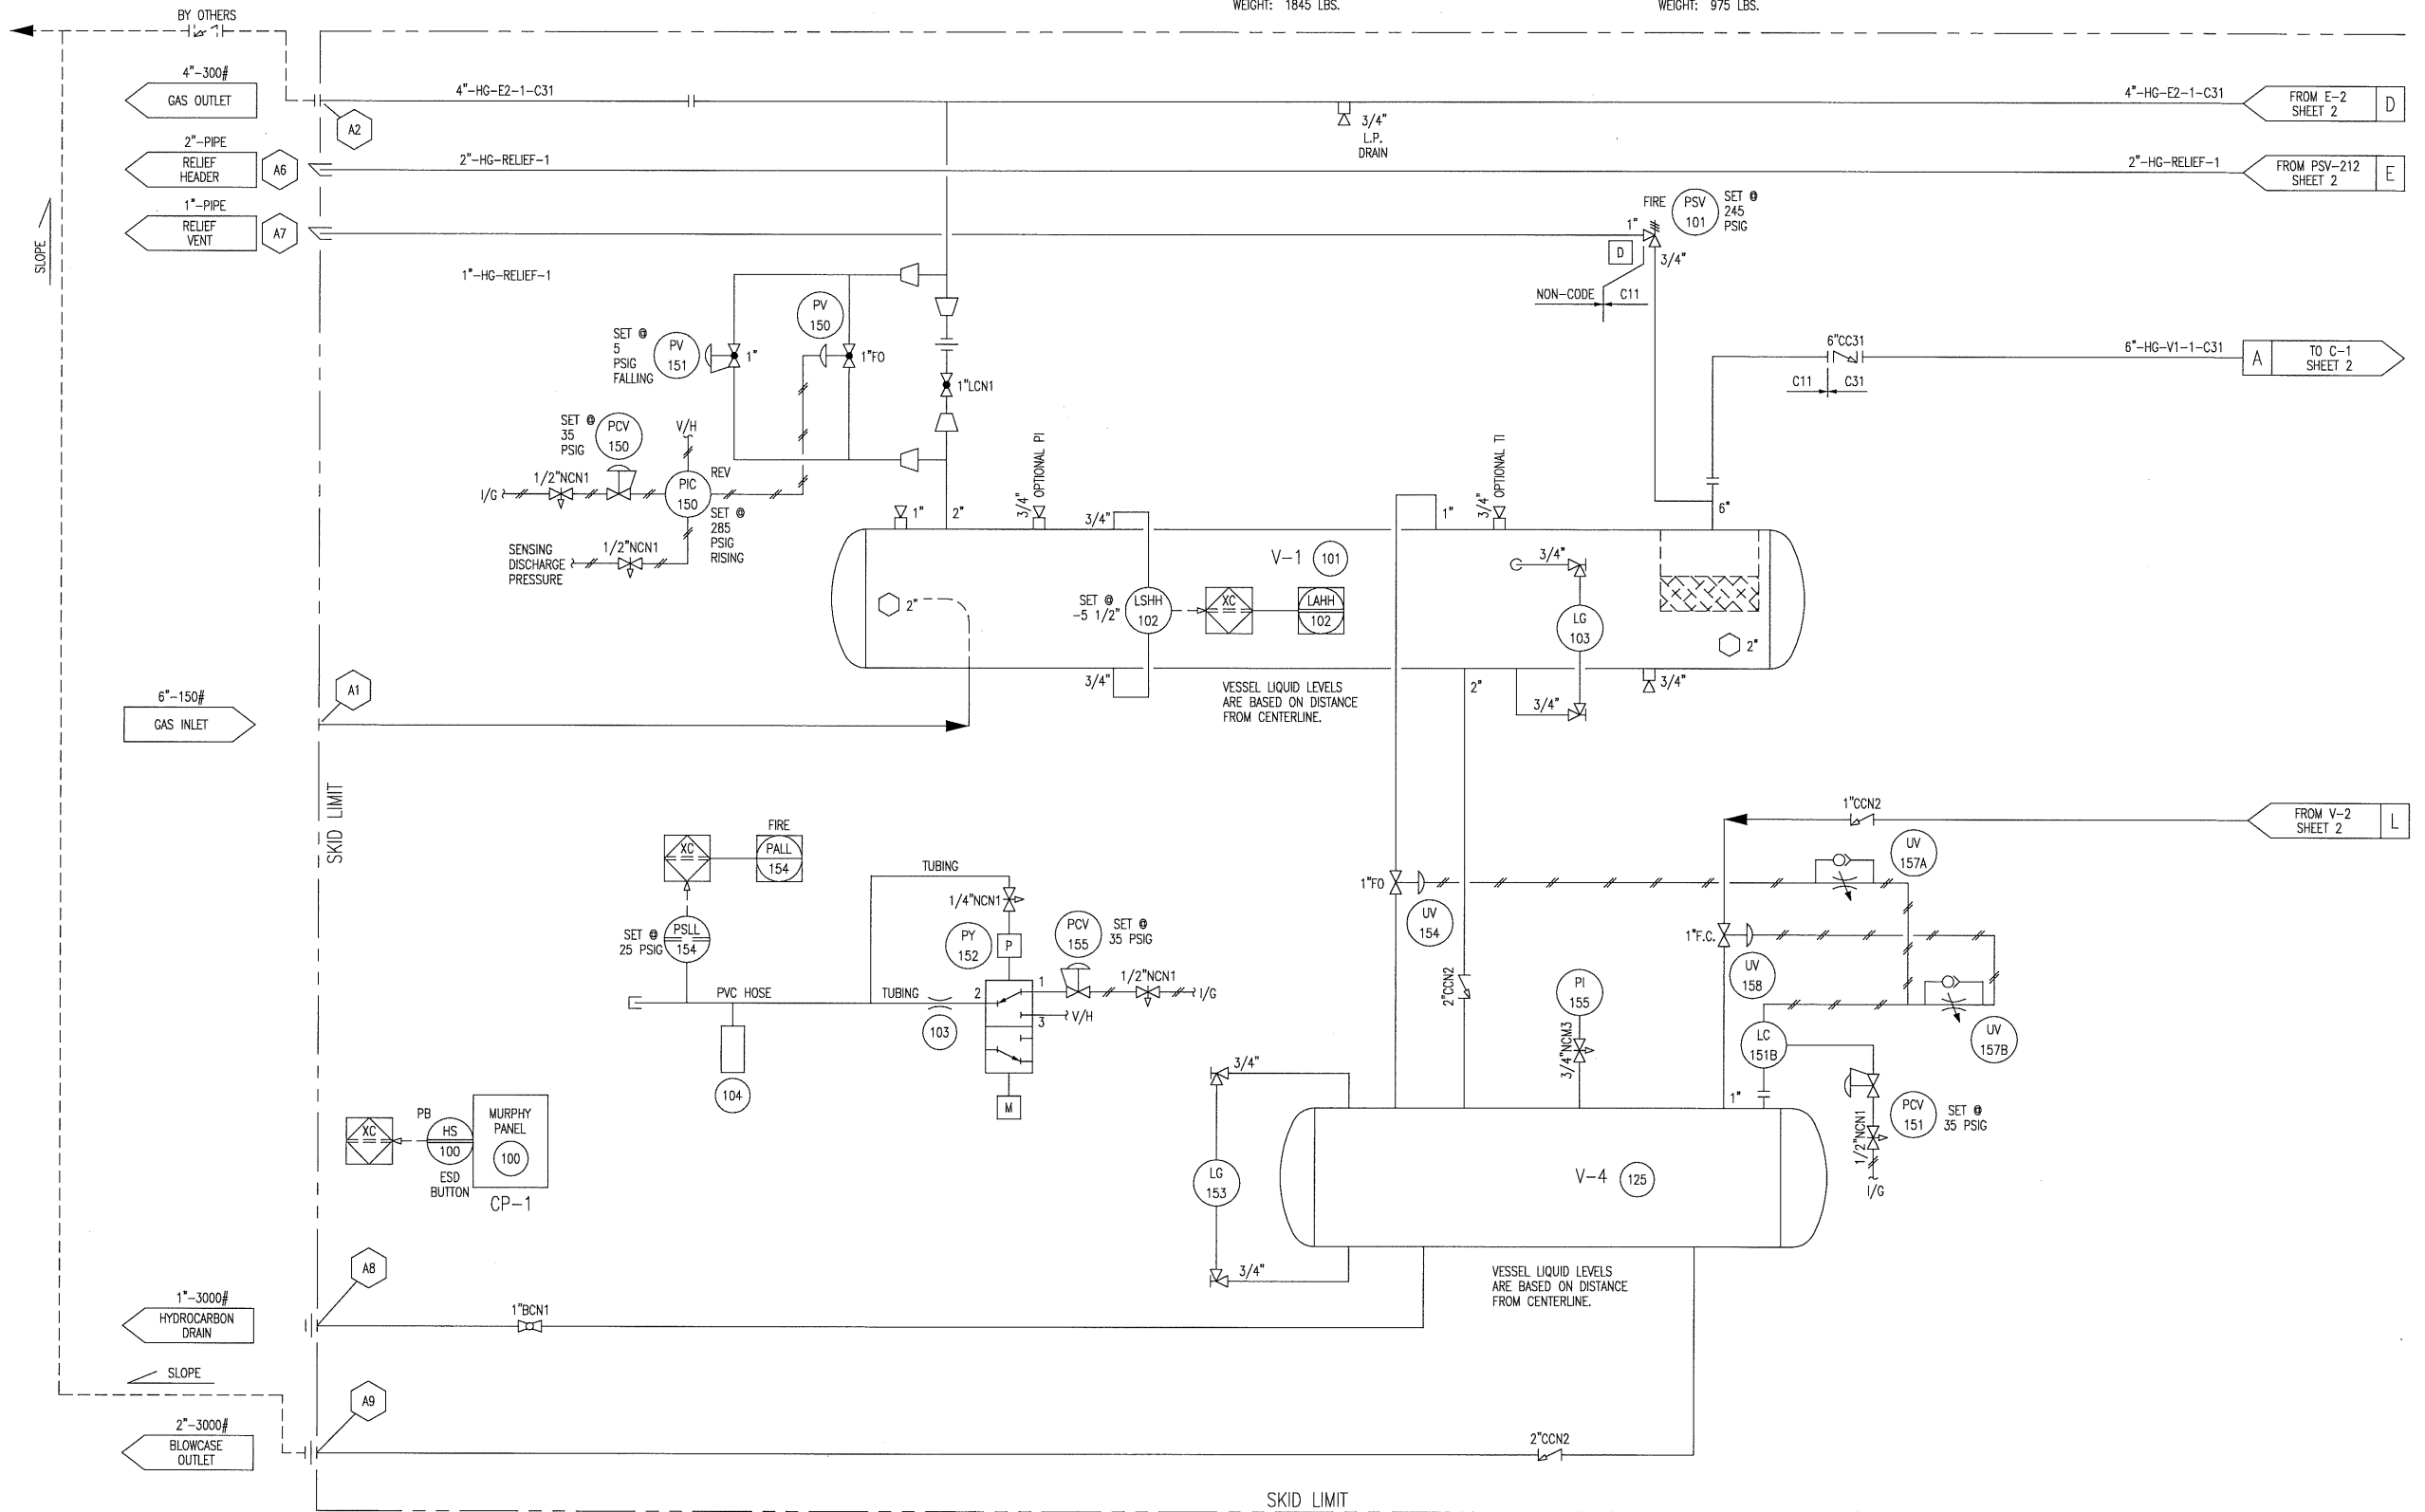 WEIGHT: 1845 LBS.
WEIGHT: 975 LBS.
BY OTHERS
4"-300#
GAS OUTLET
A2
4"-HG-E2-1-C31
3/4"
L.P.
DRAIN
4"-HG-E2-1-C31
FROM E-2
SHEET 2
D
2"-PIPE
RELIEF
HEADER
A6
2"-HG-RELIEF-1
2"-HG-RELIEF-1
FROM PSV-212
SHEET 2
E
1"-PIPE
RELIEF
VENT
A7
1"-HG-RELIEF-1
SLOPE
FIRE
PSV
101
SET @
245
PSIG
1"
D
3/4"
NON-CODE
C11
6"CC31
C11
C31
6"-HG-V1-1-C31
A
TO C-1
SHEET 2
SET @
5
PSIG
FALLING
PV
151
1"
PV
150
1"FO
1"LCN1
SET @
35
PSIG
PCV
150
V/H
I/G
1/2"NCN1
PIC
150
REV
SET @
285
PSIG
RISING
SENSING
DISCHARGE
PRESSURE
1/2"NCN1
1"
2"
3/4"
OPTIONAL PI
3/4"
1"
3/4"
OPTIONAL TI
6"
V-1
101
2"
SET @
-5 1/2"
LSHH
102
XC
LAHH
102
3/4"
LG
103
2"
3/4"
VESSEL LIQUID LEVELS
ARE BASED ON DISTANCE
FROM CENTERLINE.
2"
3/4"
3/4"
6"-150#
GAS INLET
A1
SKID LIMIT
1"CCN2
FROM V-2
SHEET 2
L
FIRE
XC
PALL
154
TUBING
1/4"NCN1
SET @
25 PSIG
PSLL
154
PY
152
P
PCV
155
SET @
35 PSIG
PVC HOSE
TUBING
2
1
3
1/2"NCN1
I/G
V/H
103
104
M
1"FO
UV
154
UV
157A
1"F.C.
UV
158
UV
157B
2"CCN2
PI
155
3/4"NCM3
LC
151B
1"
PCV
151
SET @
35 PSIG
1/2"NCN1
I/G
3/4"
LG
153
3/4"
V-4
125
VESSEL LIQUID LEVELS
ARE BASED ON DISTANCE
FROM CENTERLINE.
XC
PB
HS
100
ESD
BUTTON
MURPHY
PANEL
100
CP-1
A8
1"-3000#
HYDROCARBON
DRAIN
1"BCN1
SLOPE
A9
2"-3000#
BLOWCASE
OUTLET
2"CCN2
SKID LIMIT